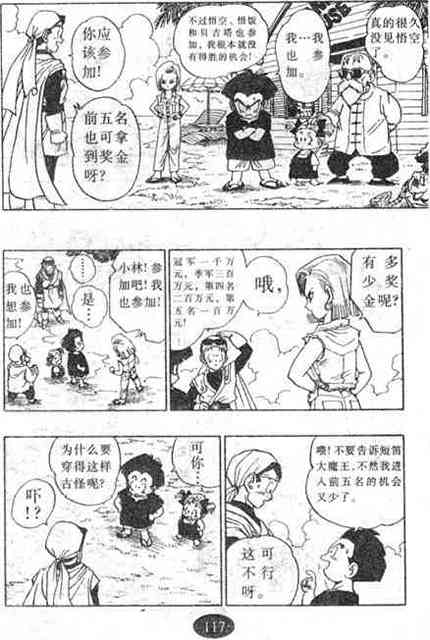 真的很久
没见悟空
了。
我…我
也参
加。
不过悟空、悟饭
和贝古塔也参
加，我根本就没
有得胜的机会！
你应
该参
加！
前五名
也可拿
到奖金
呀？
有多
少奖
金呢？
哦，
冠军一千万
元，季军三百
万元，第四名
二百万元，第
五名一百万
元！
小林！参
加吧！我
也参加！
是…
……
我也
想参
加！
喂！不要告诉短笛
大魔王，不然我进
入前五名的机会
又少了。
这可
不行
呀。
可你…
为什么要
穿得这样
古怪呢？
吓！？
117